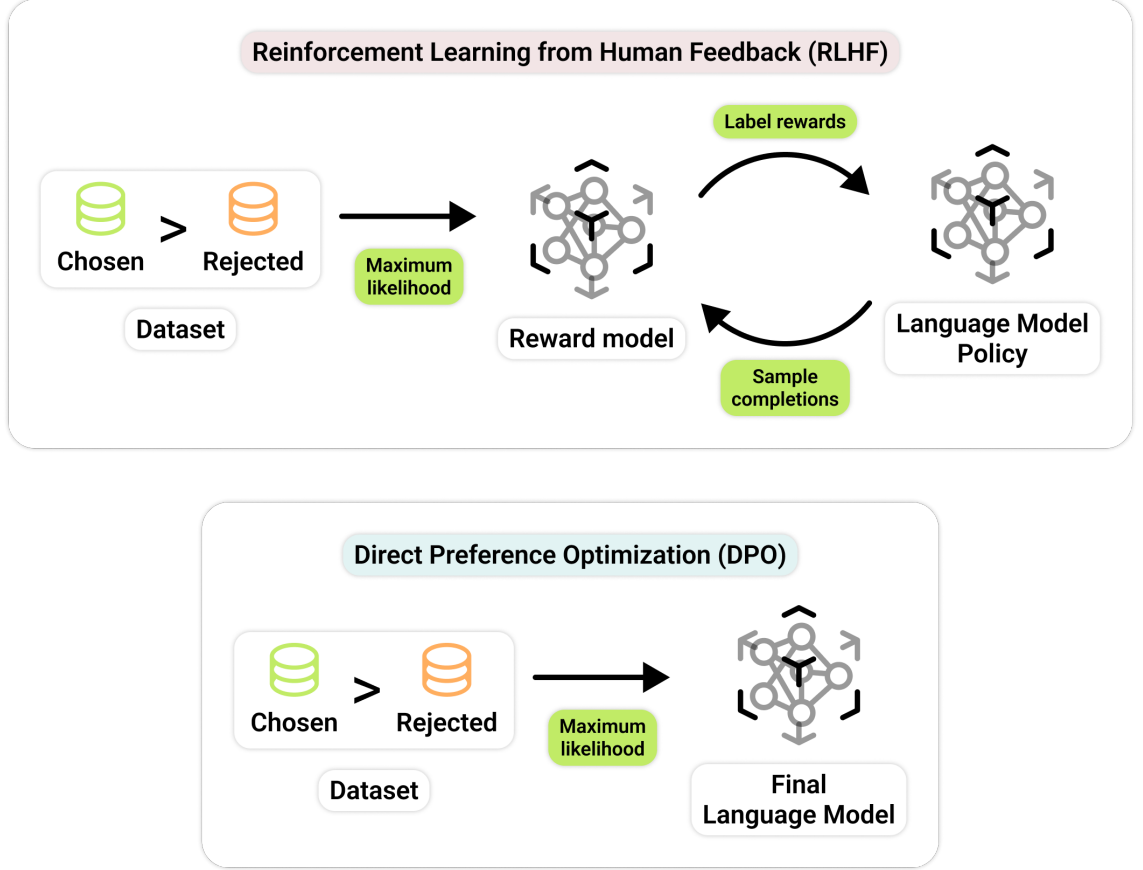 Reinforcement Learning from Human Feedback (RLHF)
Label rewards
Chosen > Rejected
Maximum
likelihood
Dataset
Reward model
Language Model
Policy
Sample
completions
Direct Preference Optimization (DPO)
Chosen > Rejected
Maximum
likelihood
Dataset
Final
Language Model